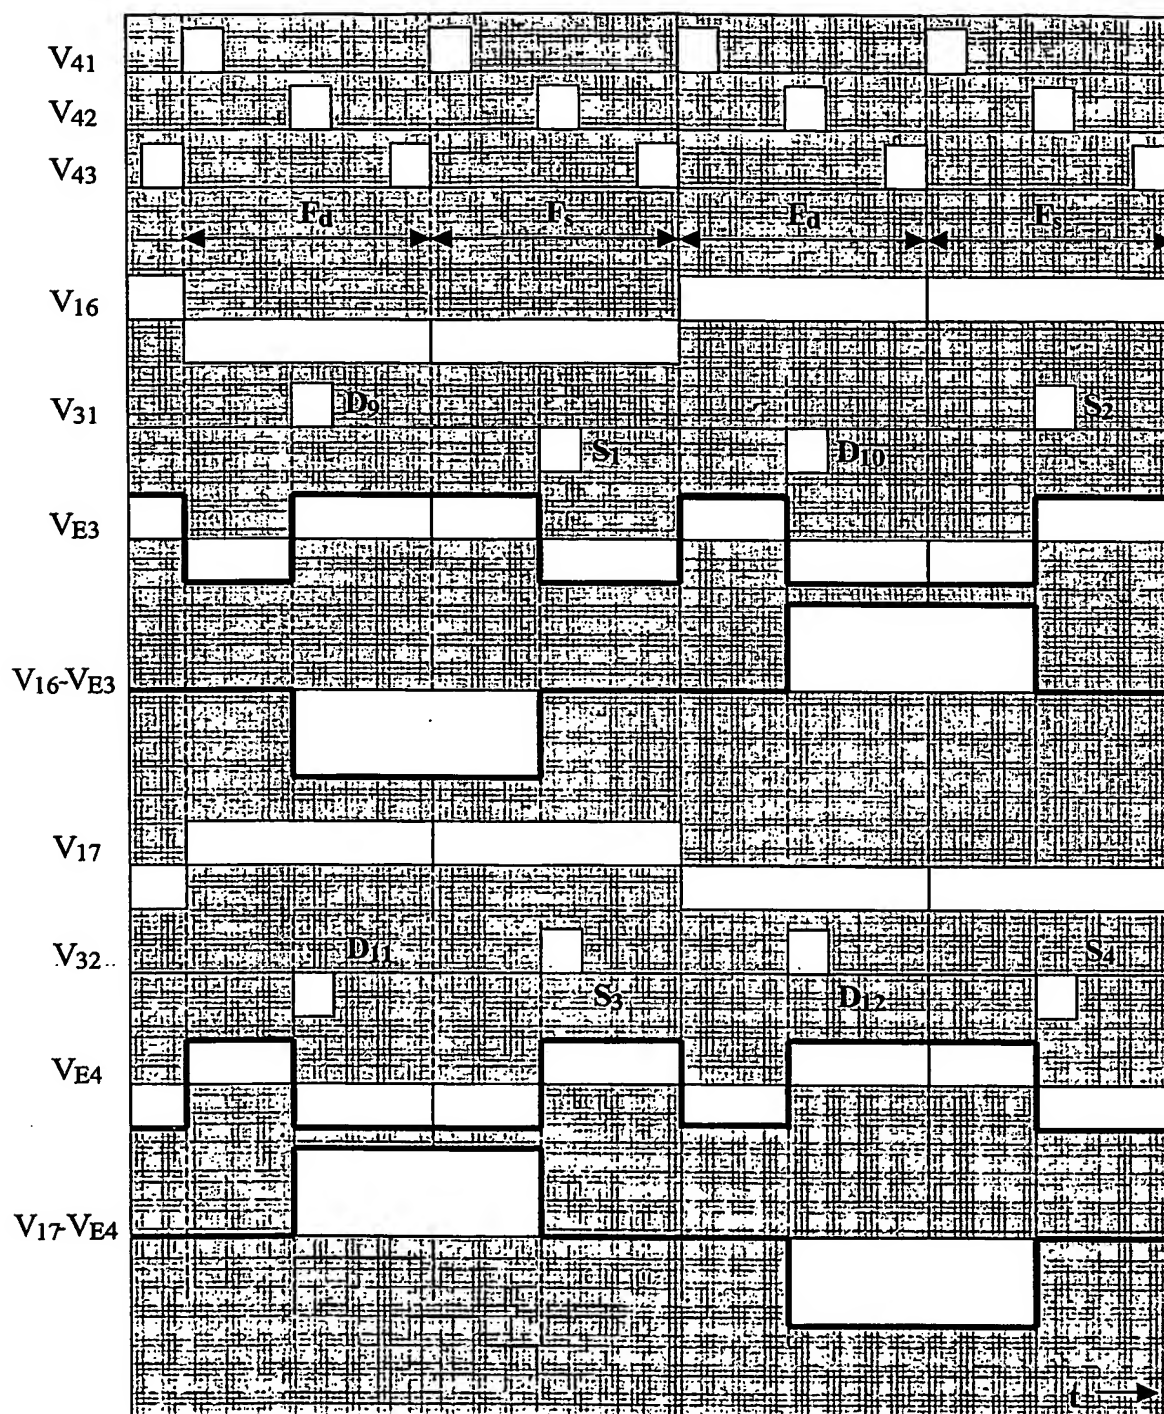 V41
V42
V43
Fd Fs Fd Fs
V16
V31 D9 S1 D10 S2
VE3
V16-VE3
V17
V32 D11 S3 D12 S4
VE4
V17-VE4
t